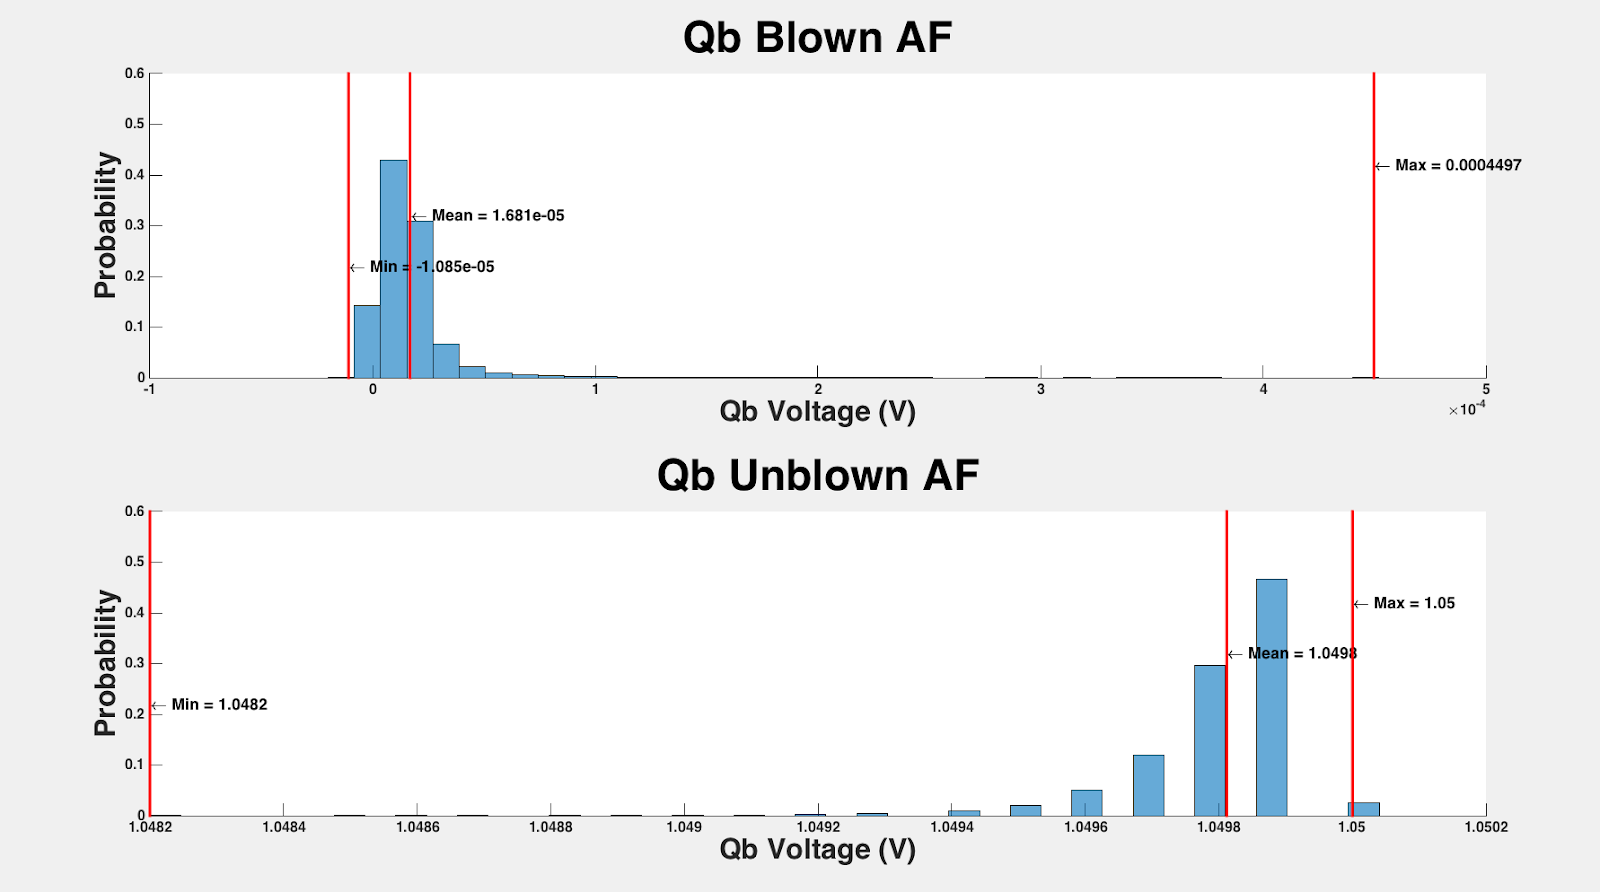 Qb Blown AF
0.6
0.5
0.4
0.3
0.2
0.1
0
Probability
Max = 0.0004497
Mean = 1.681e-05
Min = -1.085e-05
-1 0 1 2 3 4 5
×10⁻⁴
Qb Voltage (V)
Qb Unblown AF
0.6
0.5
0.4
0.3
0.2
0.1
0
Probability
Max = 1.05
Mean = 1.0498
Min = 1.0482
1.0482 1.0484 1.0486 1.0488 1.049 1.0492 1.0494 1.0496 1.0498 1.05 1.0502
Qb Voltage (V)